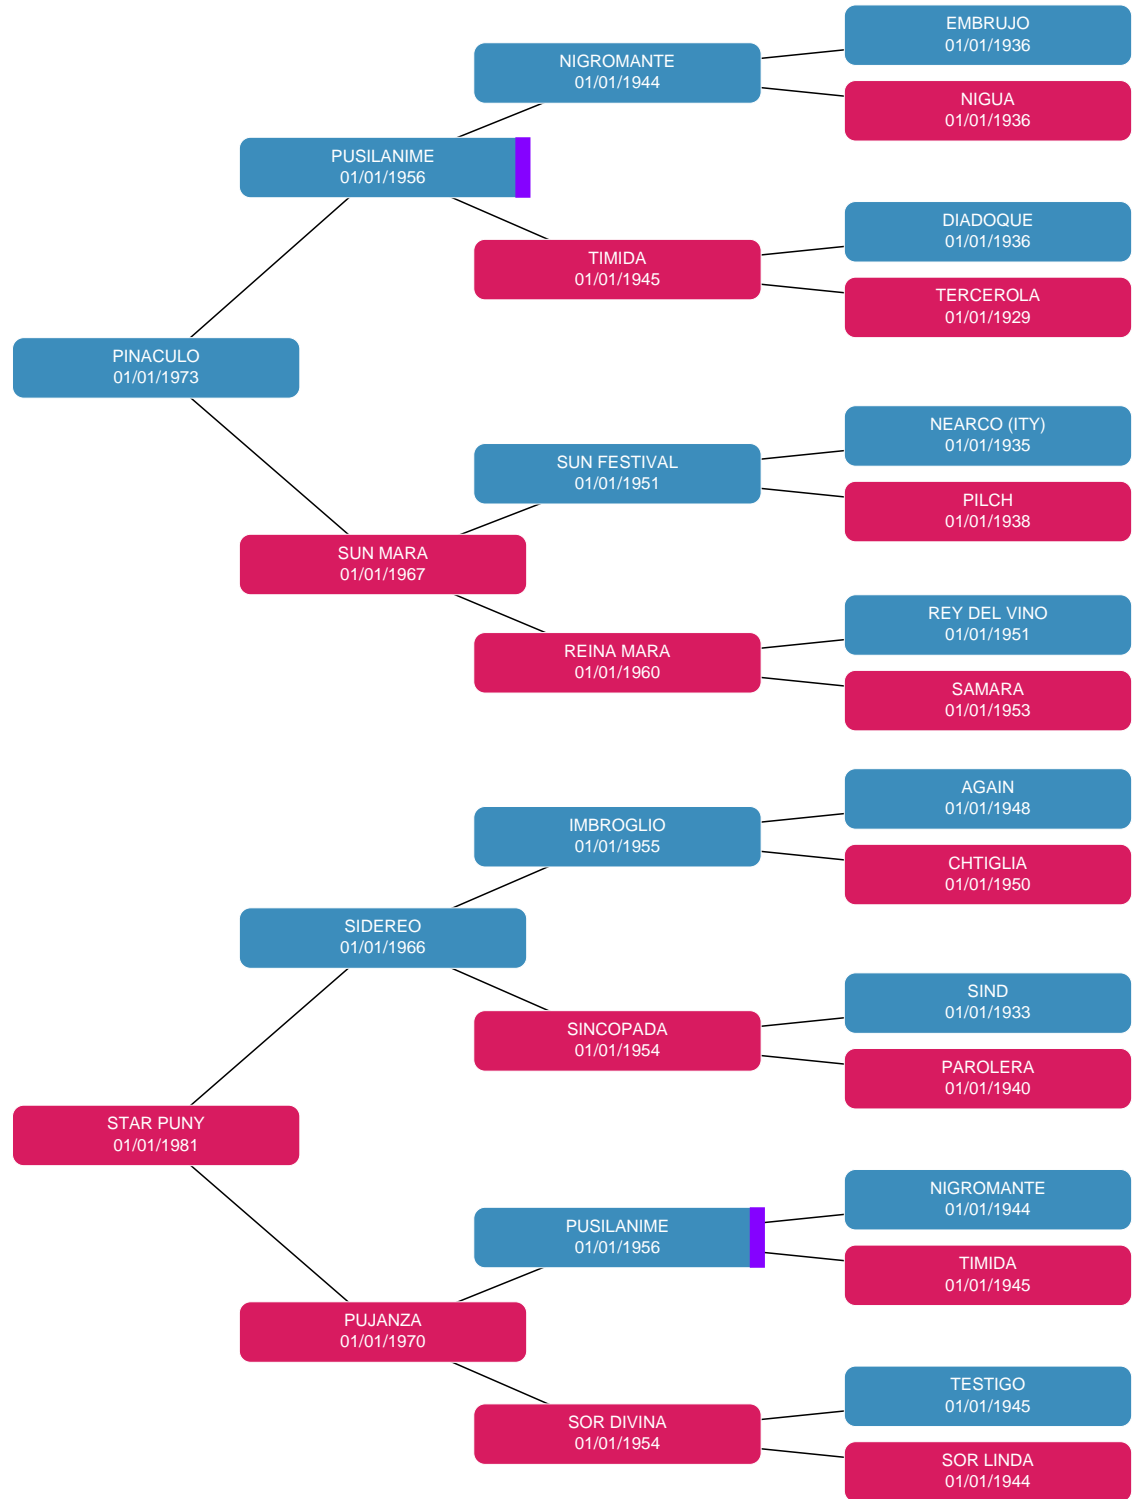 EMBRUJO
01/01/1936
NIGROMANTE
01/01/1944
NIGUA
01/01/1936
PUSILANIME
01/01/1956
DIADOQUE
01/01/1936
TIMIDA
01/01/1945
TERCEROLA
01/01/1929
PINACULO
01/01/1973
NEARCO (ITY)
01/01/1935
SUN FESTIVAL
01/01/1951
PILCH
01/01/1938
SUN MARA
01/01/1967
REY DEL VINO
01/01/1951
REINA MARA
01/01/1960
SAMARA
01/01/1953
AGAIN
01/01/1948
IMBROGLIO
01/01/1955
CHTIGLIA
01/01/1950
SIDEREO
01/01/1966
SIND
01/01/1933
SINCOPADA
01/01/1954
PAROLERA
01/01/1940
STAR PUNY
01/01/1981
NIGROMANTE
01/01/1944
PUSILANIME
01/01/1956
TIMIDA
01/01/1945
PUJANZA
01/01/1970
TESTIGO
01/01/1945
SOR DIVINA
01/01/1954
SOR LINDA
01/01/1944